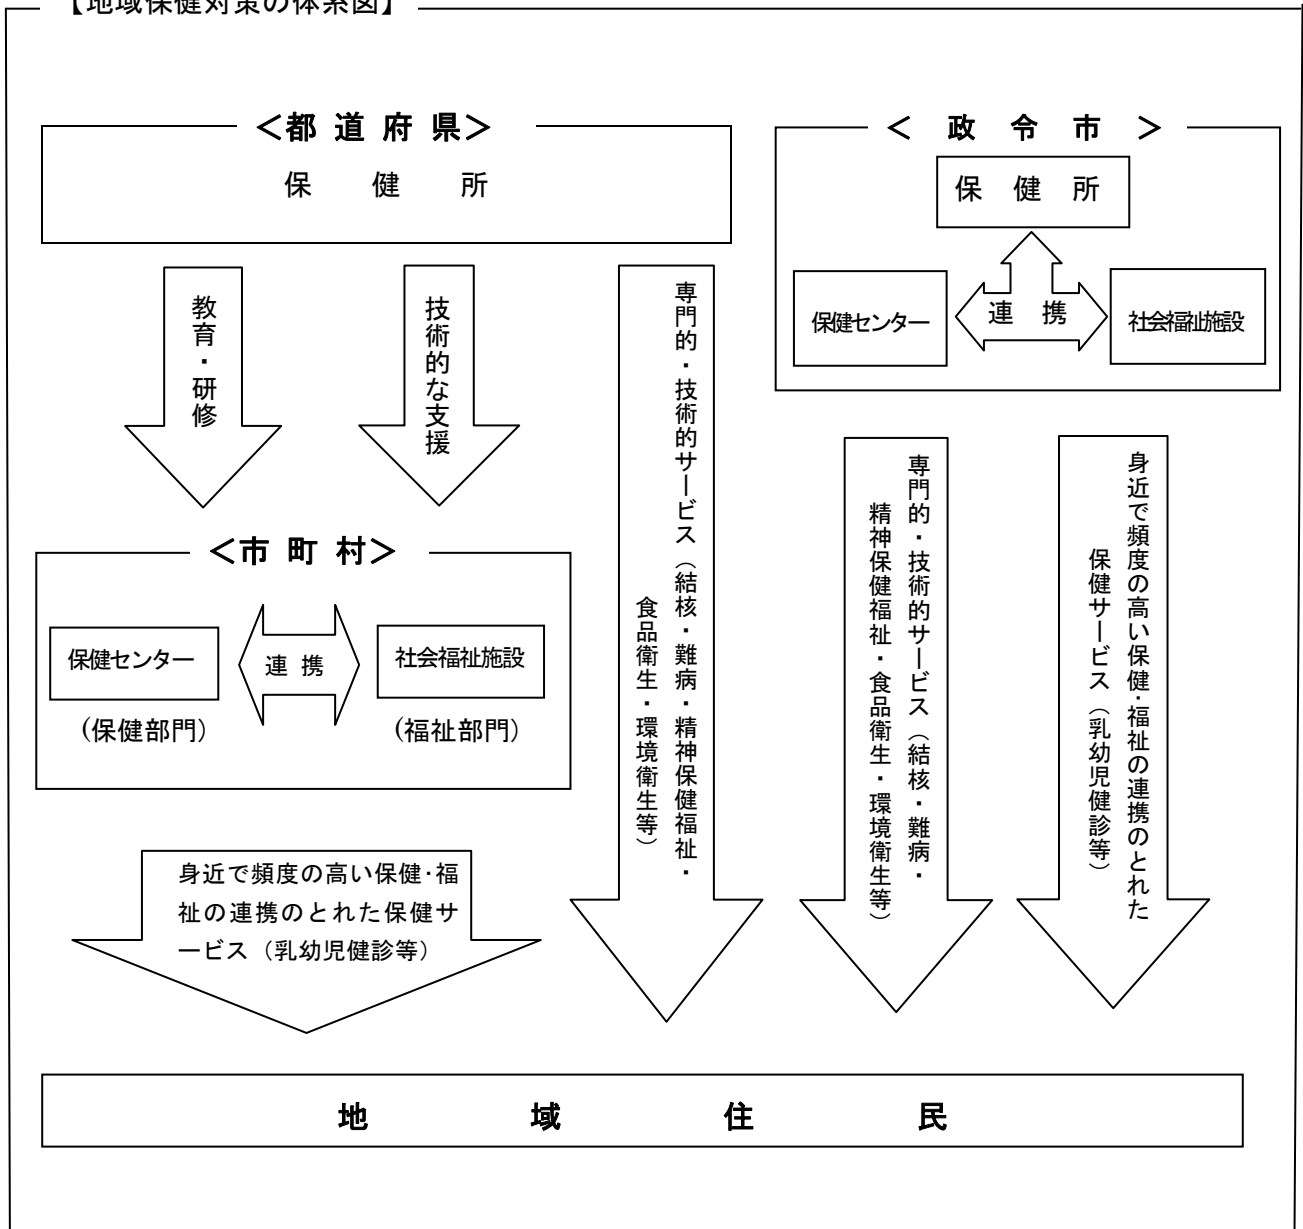 【地域保健対策の体系図】
＜都 道 府 県＞
保 健 所
教育・研修
技術的な支援
専門的・技術的サービス（結核・難病・精神保健福祉・
食品衛生・環境衛生等）
＜市 町 村＞
保健センター
連 携
社会福祉施設
(保健部門)
(福祉部門)
身近で頻度の高い保健・福
祉の連携のとれた保健サ
ービス（乳幼児健診等）
＜ 政 令 市 ＞
保 健 所
保健センター
連 携
社会福祉施設
専門的・技術的サービス（結核・難病・
精神保健福祉・食品衛生・環境衛生等）
身近で頻度の高い保健・福祉の連携のとれた
保健サービス（乳幼児健診等）
地 域 住 民